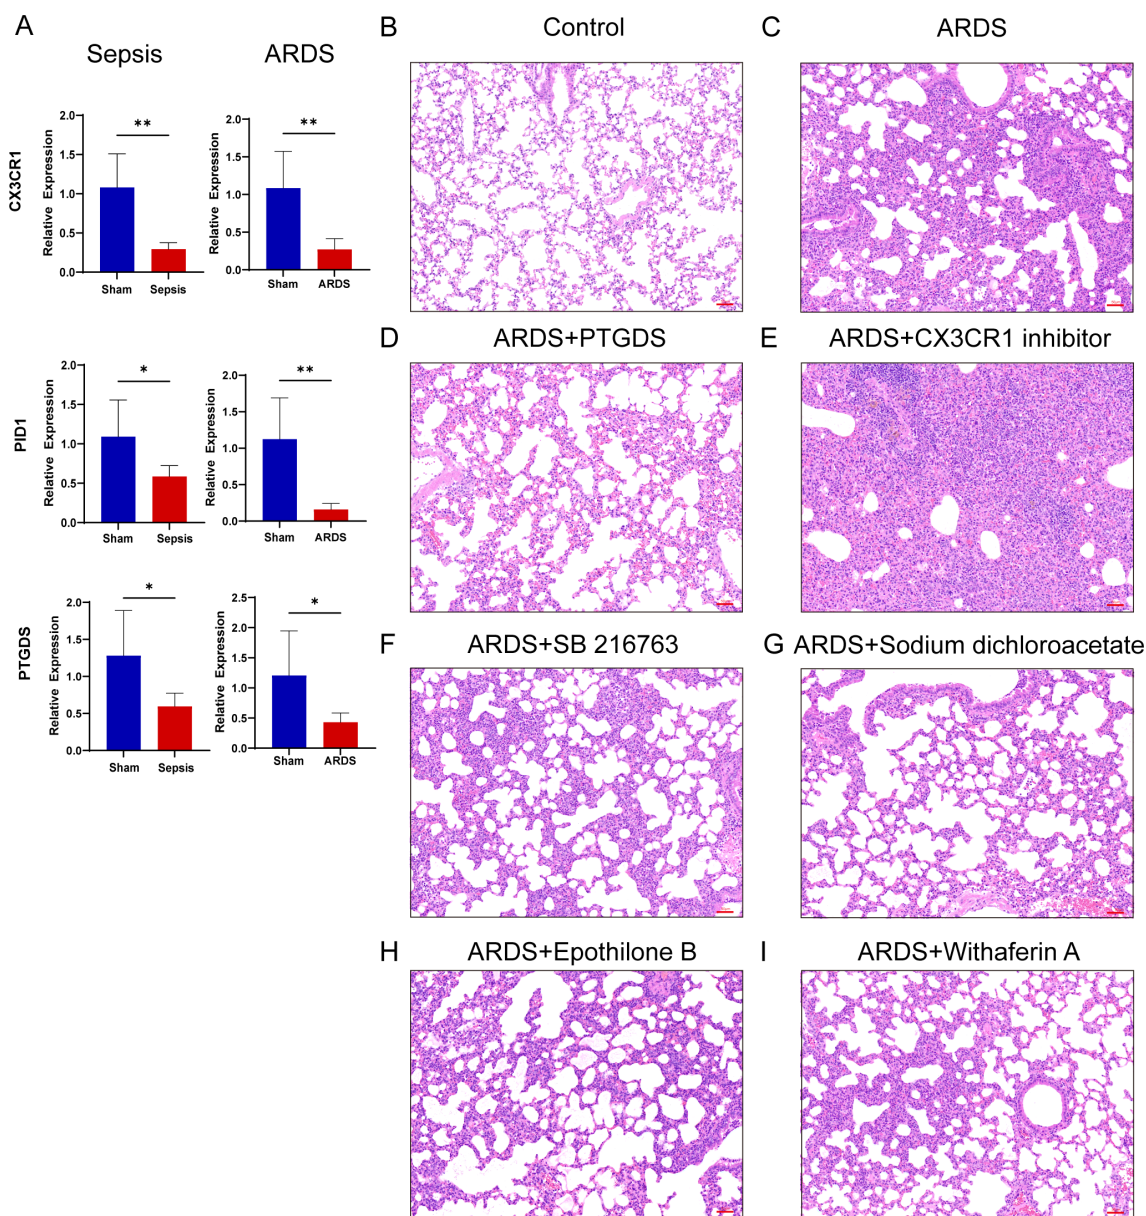 A
Sepsis
ARDS
CX3CR1
Relative Expression
2.0
1.5
1.0
0.5
0.0
**
Sham
Sepsis
Relative Expression
2.0
1.5
1.0
0.5
0.0
**
Sham
ARDS
PID1
Relative Expression
2.0
1.5
1.0
0.5
0.0
*
Sham
Sepsis
Relative Expression
2.0
1.5
1.0
0.5
0.0
**
Sham
ARDS
PTGDS
Relative Expression
2.0
1.5
1.0
0.5
0.0
*
Sham
Sepsis
Relative Expression
2.5
2.0
1.5
1.0
0.5
0.0
*
Sham
ARDS
B
Control
C
ARDS
D
ARDS+PTGDS
E
ARDS+CX3CR1 inhibitor
F
ARDS+SB 216763
G
ARDS+Sodium dichloroacetate
H
ARDS+Epothilone B
I
ARDS+Withaferin A